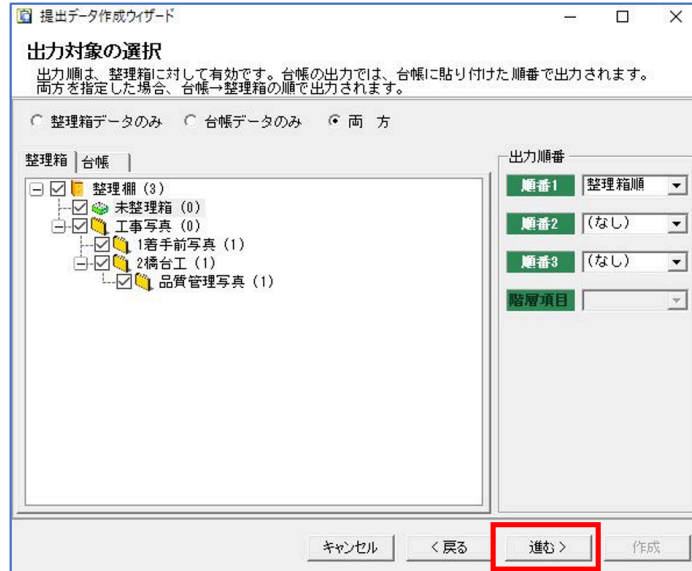 提出データ作成ウィザード
出力対象の選択
出力順は、整理箱に対して有効です。台帳の出力では、台帳に貼り付けた順番で出力されます。
両方を指定した場合、台帳→整理箱の順で出力されます。
整理箱データのみ 台帳データのみ 両 方
整理箱 台帳
整理棚 (3)
未整理箱 (0)
工事写真 (0)
1着手前写真 (1)
2橋台工 (1)
品質管理写真 (1)
出力順番
順番1 整理箱順
順番2 (なし)
順番3 (なし)
階層項目
キャンセル < 戻る 進む > 作成